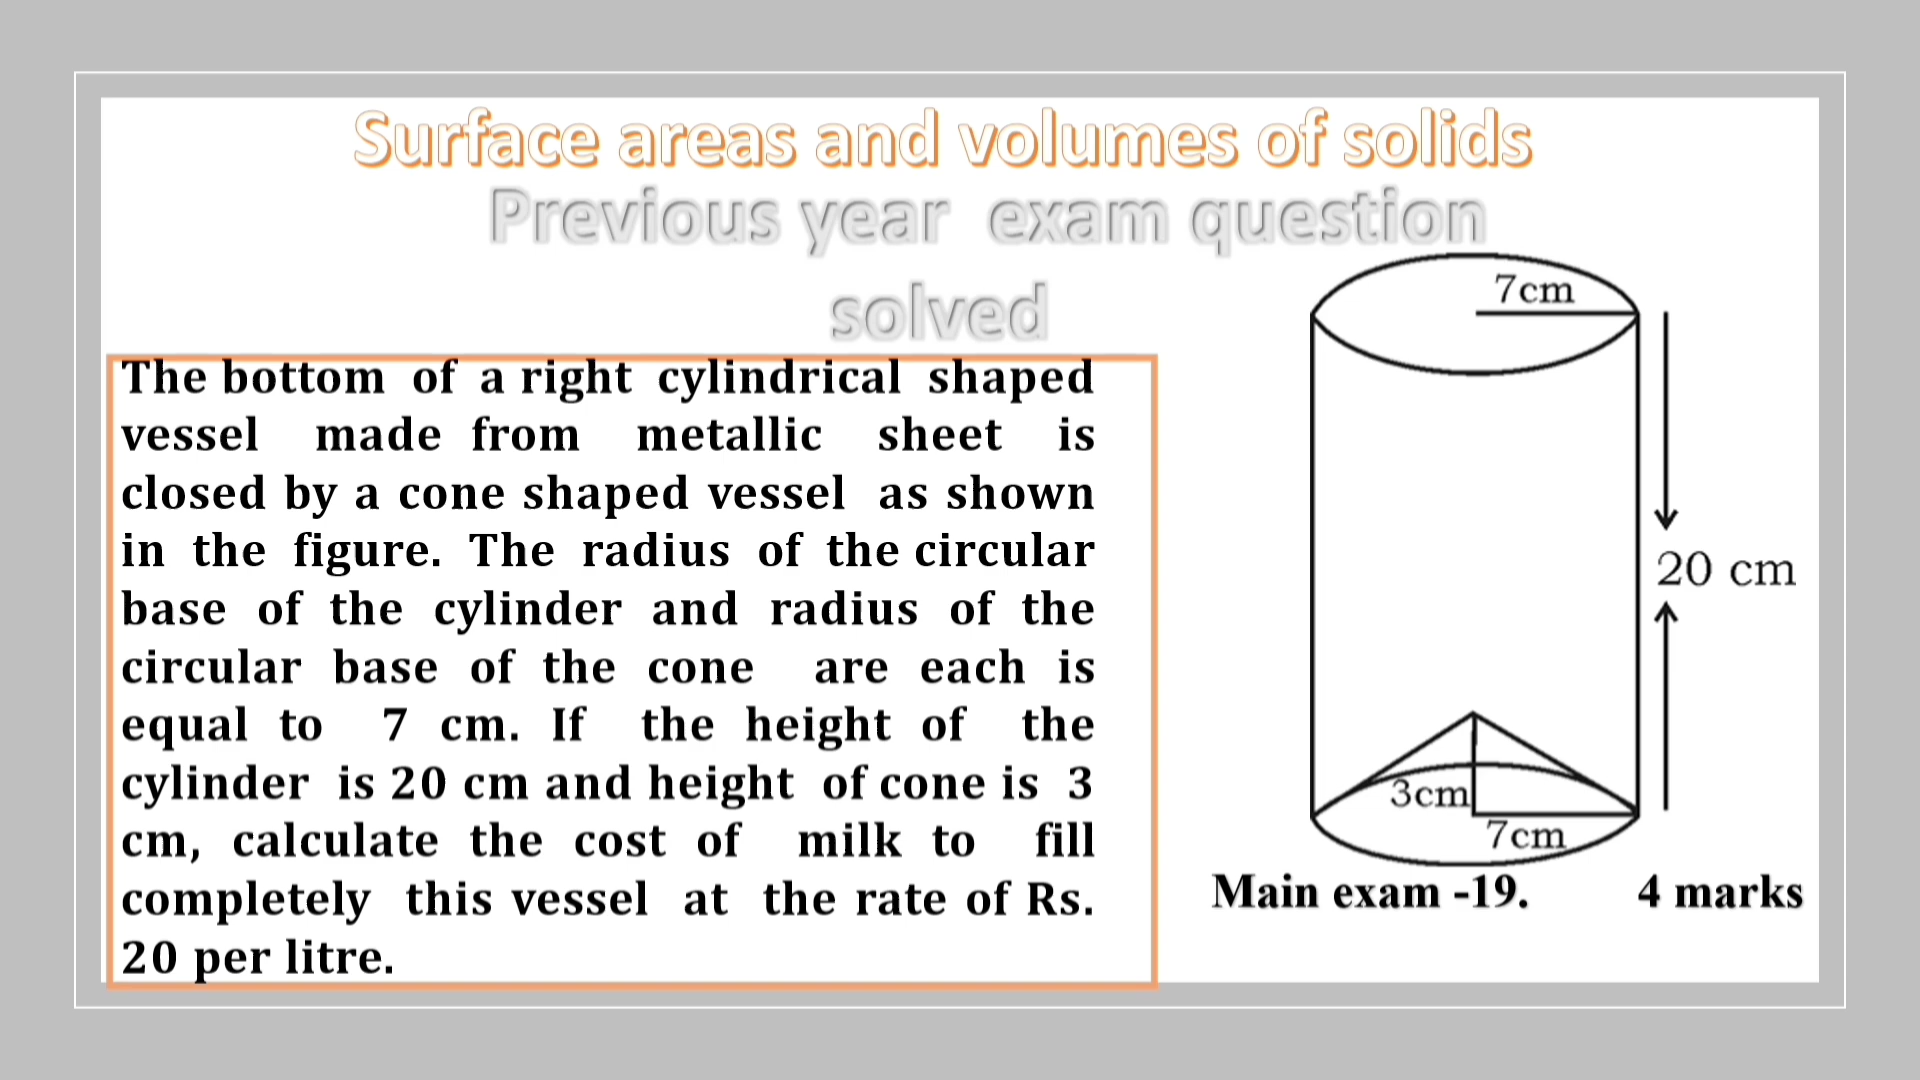 Surface areas and volumes of solids
Previous year exam question
solved
The bottom of a right cylindrical shaped
vessel made from metallic sheet is
closed by a cone shaped vessel as shown
in the figure. The radius of the circular
base of the cylinder and radius of the
circular base of the cone are each is
equal to 7 cm. If the height of the
cylinder is 20 cm and height of cone is 3
cm, calculate the cost of milk to fill
completely this vessel at the rate of Rs.
20 per litre.
7cm
20 cm
3cm
7cm
Main exam -19. 4 marks